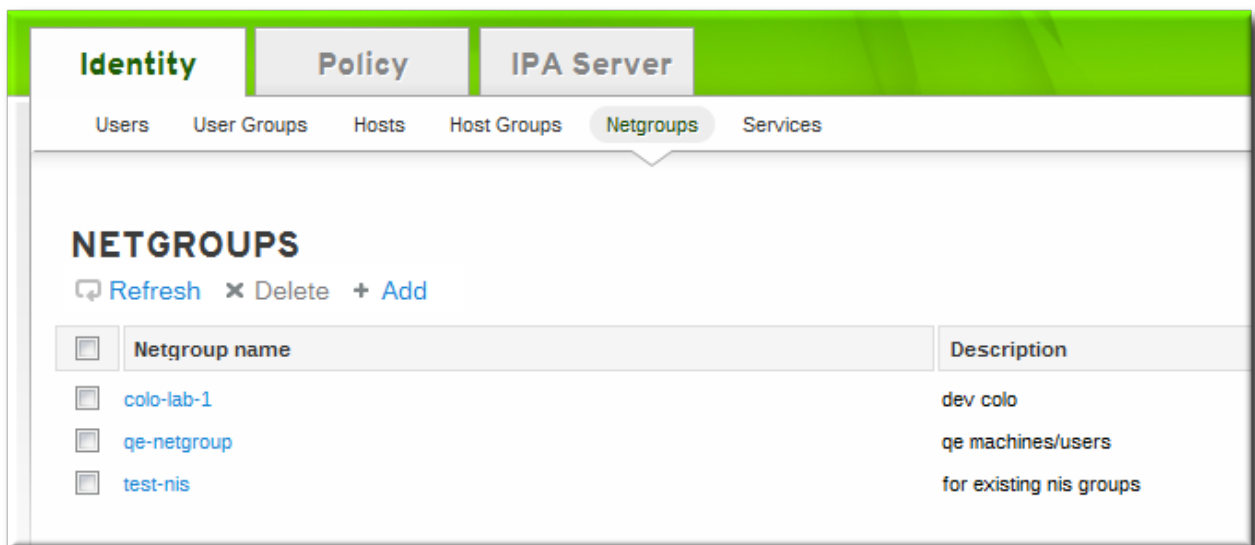 Identity Policy IPA Server
Users User Groups Hosts Host Groups Netgroups Services
NETGROUPS
Refresh Delete + Add
Netgroup name Description
colo-lab-1 dev colo
qe-netgroup qe machines/users
test-nis for existing nis groups